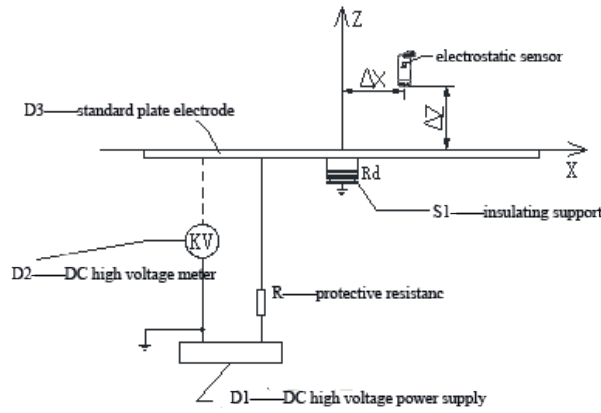 Z
electrostatic sensor
ΔX
ΔZ
D3——standard plate electrode
X
Rd
S1——insulating support
KV
D2——DC high voltage meter
R——protective resistanc
D1——DC high voltage power supply